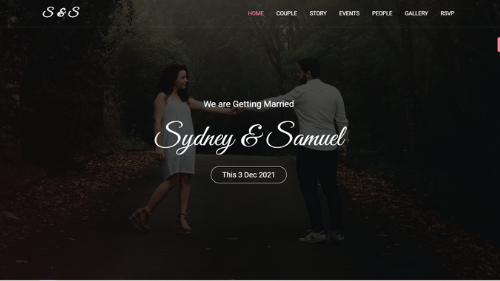 S & S
HOME COUPLE STORY EVENTS PEOPLE GALLERY RSVP
We are Getting Married
Sydney & Samuel
This 3 Dec 2021